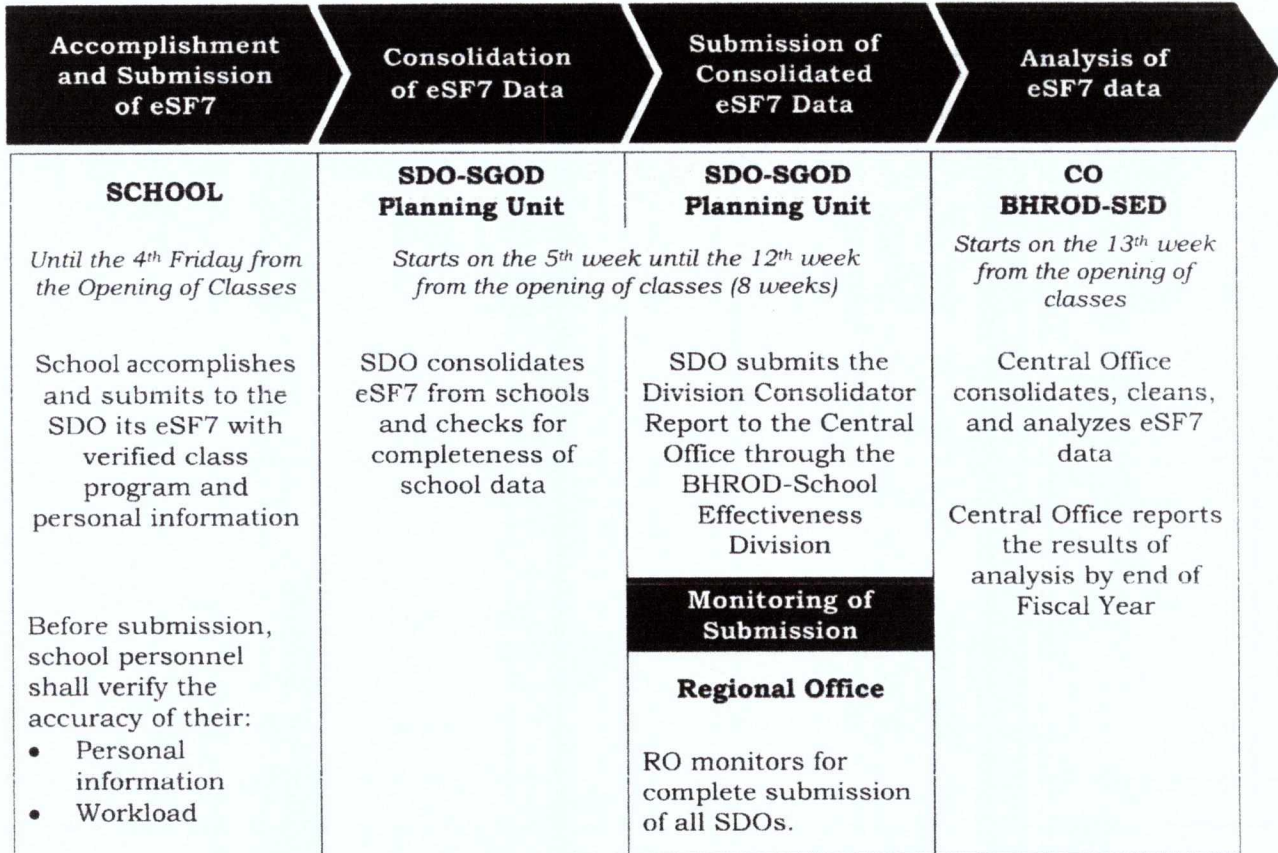 Accomplishment
and Submission
of eSF7
Consolidation
of eSF7 Data
Submission of
Consolidated
eSF7 Data
Analysis of
eSF7 data
SCHOOL
Until the 4th Friday from
the Opening of Classes
School accomplishes
and submits to the
SDO its eSF7 with
verified class
program and
personal information
Before submission,
school personnel
shall verify the
accuracy of their:
• Personal
information
• Workload
SDO-SGOD
Planning Unit
SDO-SGOD
Planning Unit
Starts on the 5th week until the 12th week
from the opening of classes (8 weeks)
SDO consolidates
eSF7 from schools
and checks for
completeness of
school data
SDO submits the
Division Consolidator
Report to the Central
Office through the
BHROD-School
Effectiveness
Division
Monitoring of
Submission
Regional Office
RO monitors for
complete submission
of all SDOs.
CO
BHROD-SED
Starts on the 13th week
from the opening of
classes
Central Office
consolidates, cleans,
and analyzes eSF7
data
Central Office reports
the results of
analysis by end of
Fiscal Year